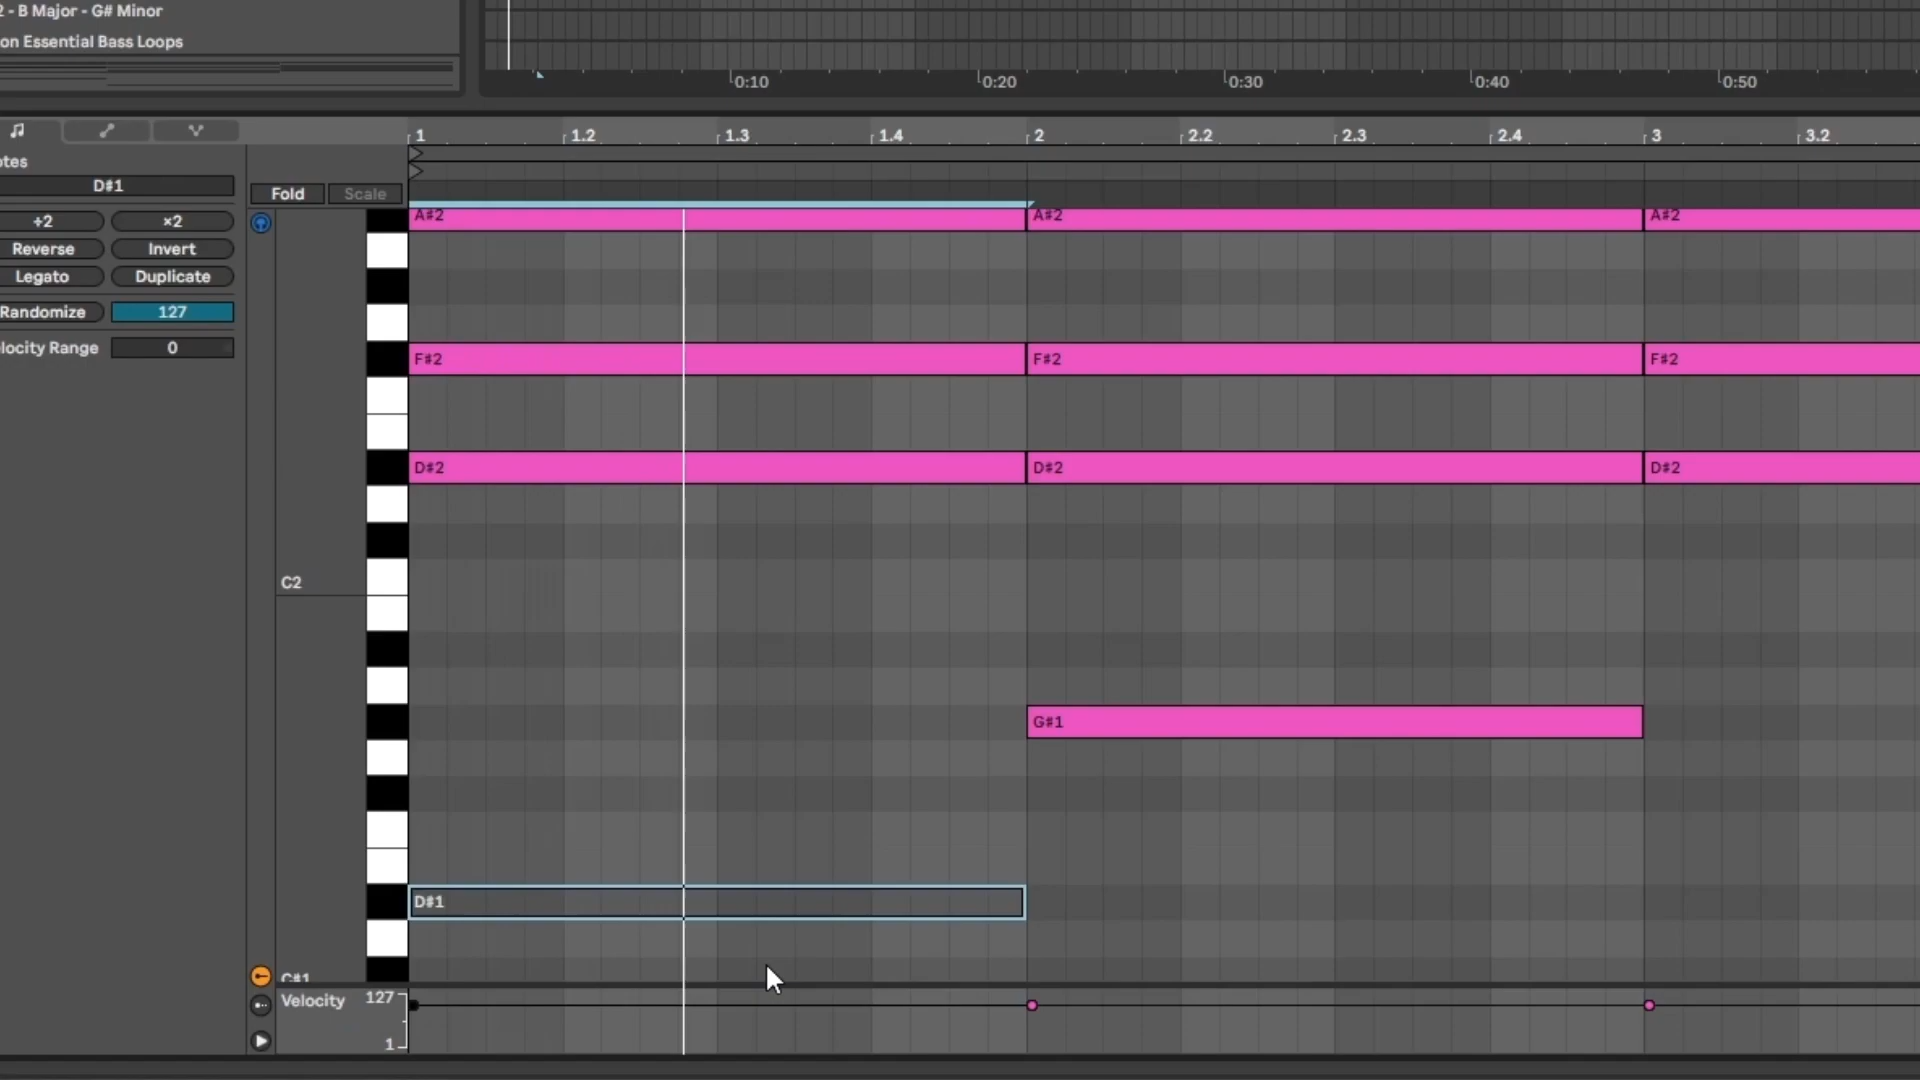 2 - B Major - G# Minor
on Essential Bass Loops
0:10 0:20 0:30 0:40 0:50
1 1.2 1.3 1.4 2 2.2 2.3 2.4 3 3.2
otes
D#1
÷2 ×2
Reverse Invert
Legato Duplicate
Randomize 127
locity Range 0
Fold Scale
A#2 A#2 A#2
F#2 F#2 F#2
D#2 D#2 D#2
C2
G#1
D#1
C#1
Velocity 127
1